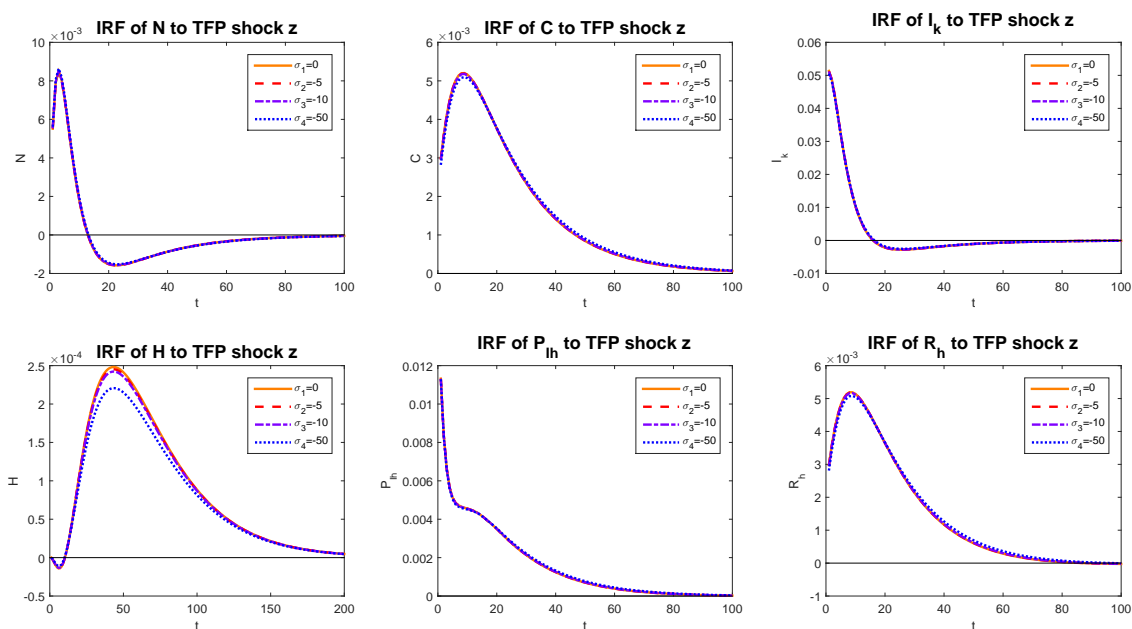 IRF of N to TFP shock z
×10⁻³
10
8
6
4
2
0
-2
0 20 40 60 80 100
N
t
σ₁=0
σ₂=-5
σ₃=-10
σ₄=-50
IRF of C to TFP shock z
×10⁻³
6
5
4
3
2
1
0
0 20 40 60 80 100
C
t
σ₁=0
σ₂=-5
σ₃=-10
σ₄=-50
IRF of I_k to TFP shock z
0.06
0.05
0.04
0.03
0.02
0.01
0
-0.01
0 20 40 60 80 100
I_k
t
σ₁=0
σ₂=-5
σ₃=-10
σ₄=-50
IRF of H to TFP shock z
×10⁻⁴
2.5
2
1.5
1
0.5
0
-0.5
0 50 100 150 200
H
t
σ₁=0
σ₂=-5
σ₃=-10
σ₄=-50
IRF of P_lh to TFP shock z
0.012
0.01
0.008
0.006
0.004
0.002
0
0 20 40 60 80 100
P_lh
t
σ₁=0
σ₂=-5
σ₃=-10
σ₄=-50
IRF of R_h to TFP shock z
×10⁻³
6
5
4
3
2
1
0
-1
0 20 40 60 80 100
R_h
t
σ₁=0
σ₂=-5
σ₃=-10
σ₄=-50